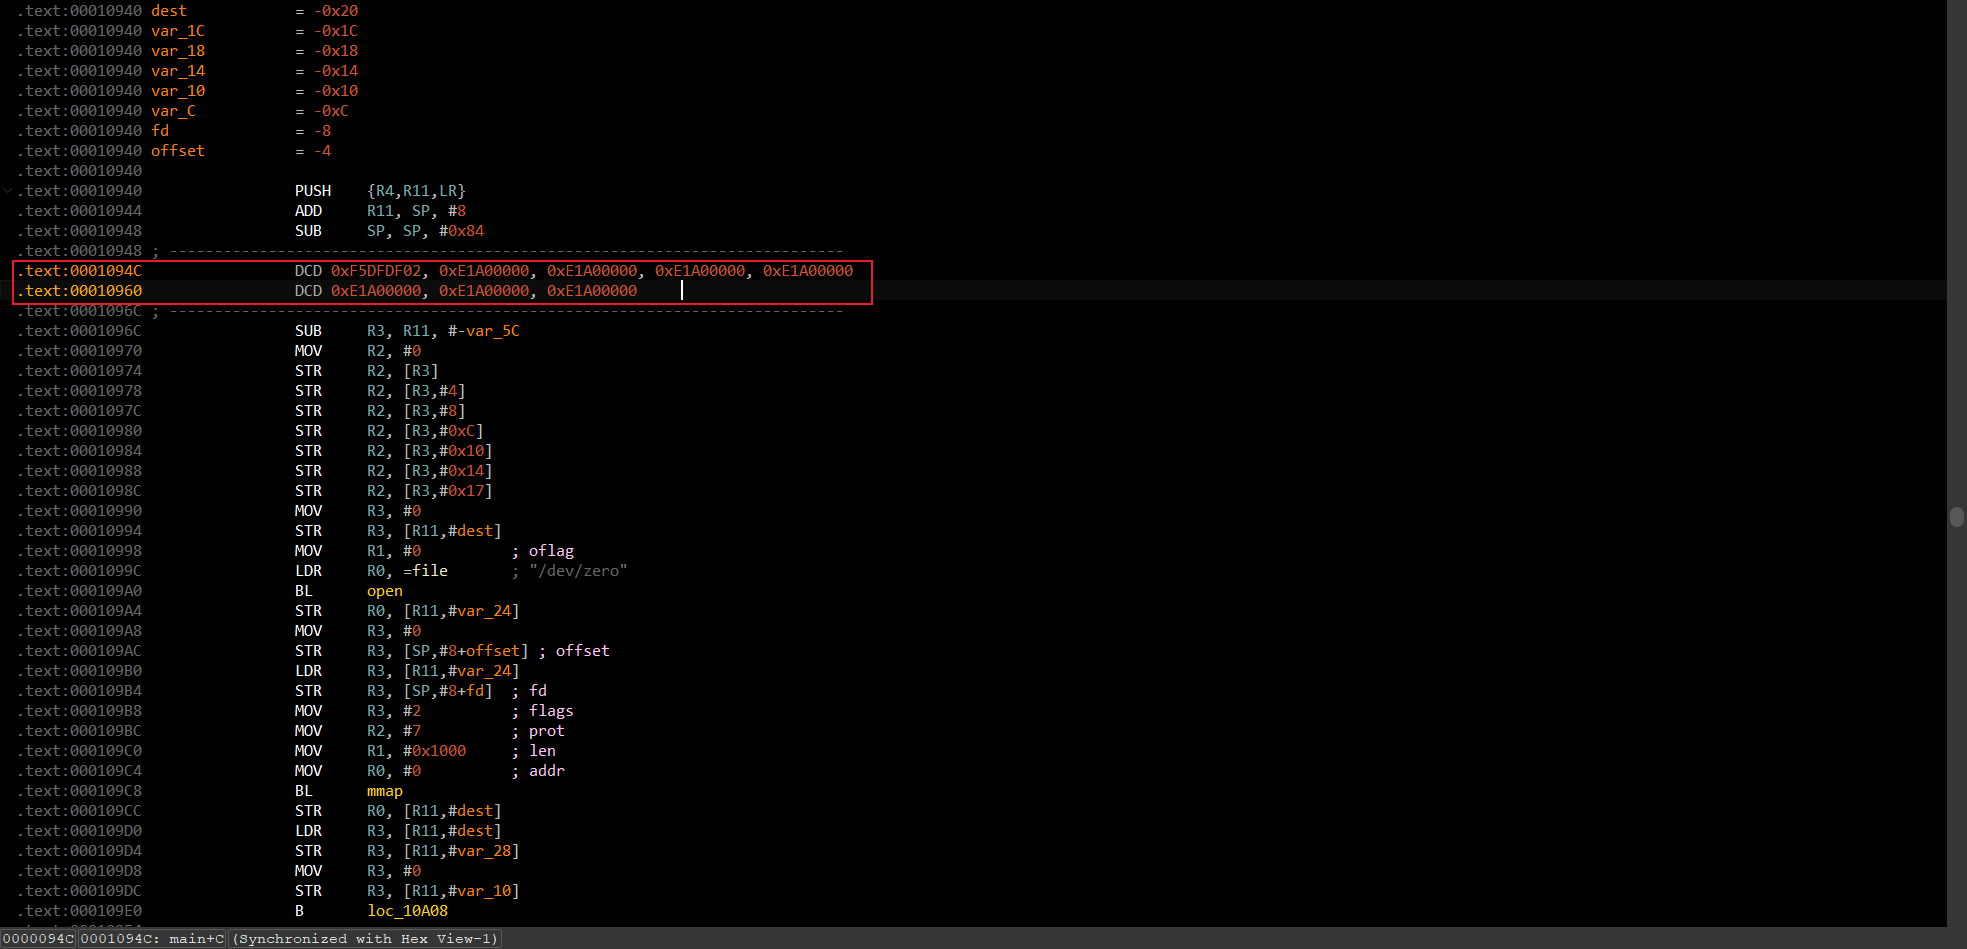 .text:00010940 dest = -0x20
.text:00010940 var_1C = -0x1C
.text:00010940 var_18 = -0x18
.text:00010940 var_14 = -0x14
.text:00010940 var_10 = -0x10
.text:00010940 var_C = -0xC
.text:00010940 fd = -8
.text:00010940 offset = -4
.text:00010940
.text:00010940 PUSH {R4,R11,LR}
.text:00010944 ADD R11, SP, #8
.text:00010948 SUB SP, SP, #0x84
.text:00010948 ; ---------------------------------------------------------------------------
.text:0001094C DCD 0xF5DFDF02, 0xE1A00000, 0xE1A00000, 0xE1A00000, 0xE1A00000
.text:00010960 DCD 0xE1A00000, 0xE1A00000, 0xE1A00000
.text:0001096C ; ---------------------------------------------------------------------------
.text:0001096C SUB R3, R11, #-var_5C
.text:00010970 MOV R2, #0
.text:00010974 STR R2, [R3]
.text:00010978 STR R2, [R3,#4]
.text:0001097C STR R2, [R3,#8]
.text:00010980 STR R2, [R3,#0xC]
.text:00010984 STR R2, [R3,#0x10]
.text:00010988 STR R2, [R3,#0x14]
.text:0001098C STR R2, [R3,#0x17]
.text:00010990 MOV R3, #0
.text:00010994 STR R3, [R11,#dest]
.text:00010998 MOV R1, #0 ; oflag
.text:0001099C LDR R0, =file ; "/dev/zero"
.text:000109A0 BL open
.text:000109A4 STR R0, [R11,#var_24]
.text:000109A8 MOV R3, #0
.text:000109AC STR R3, [SP,#8+offset] ; offset
.text:000109B0 LDR R3, [R11,#var_24]
.text:000109B4 STR R3, [SP,#8+fd] ; fd
.text:000109B8 MOV R3, #2 ; flags
.text:000109BC MOV R2, #7 ; prot
.text:000109C0 MOV R1, #0x1000 ; len
.text:000109C4 MOV R0, #0 ; addr
.text:000109C8 BL mmap
.text:000109CC STR R0, [R11,#dest]
.text:000109D0 LDR R3, [R11,#dest]
.text:000109D4 STR R3, [R11,#var_28]
.text:000109D8 MOV R3, #0
.text:000109DC STR R3, [R11,#var_10]
.text:000109E0 B loc_10A08
0000094C 0001094C: main+C (Synchronized with Hex View-1)